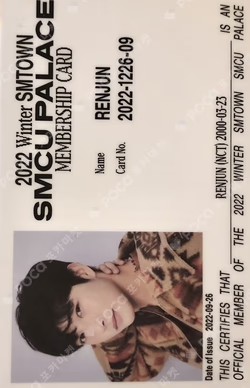 2022 Winter SMTOWN
SMCU PALACE
MEMBERSHIP CARD
Name RENJUN
Card No. 2022-1226-09
Date of Issue 2022-09-26
RENJUN (NCT) 2000-03-23
THIS CERTIFIES THAT IS AN
OFFICIAL MEMBER OF THE 2022 WINTER SMTOWN SMCU PALACE